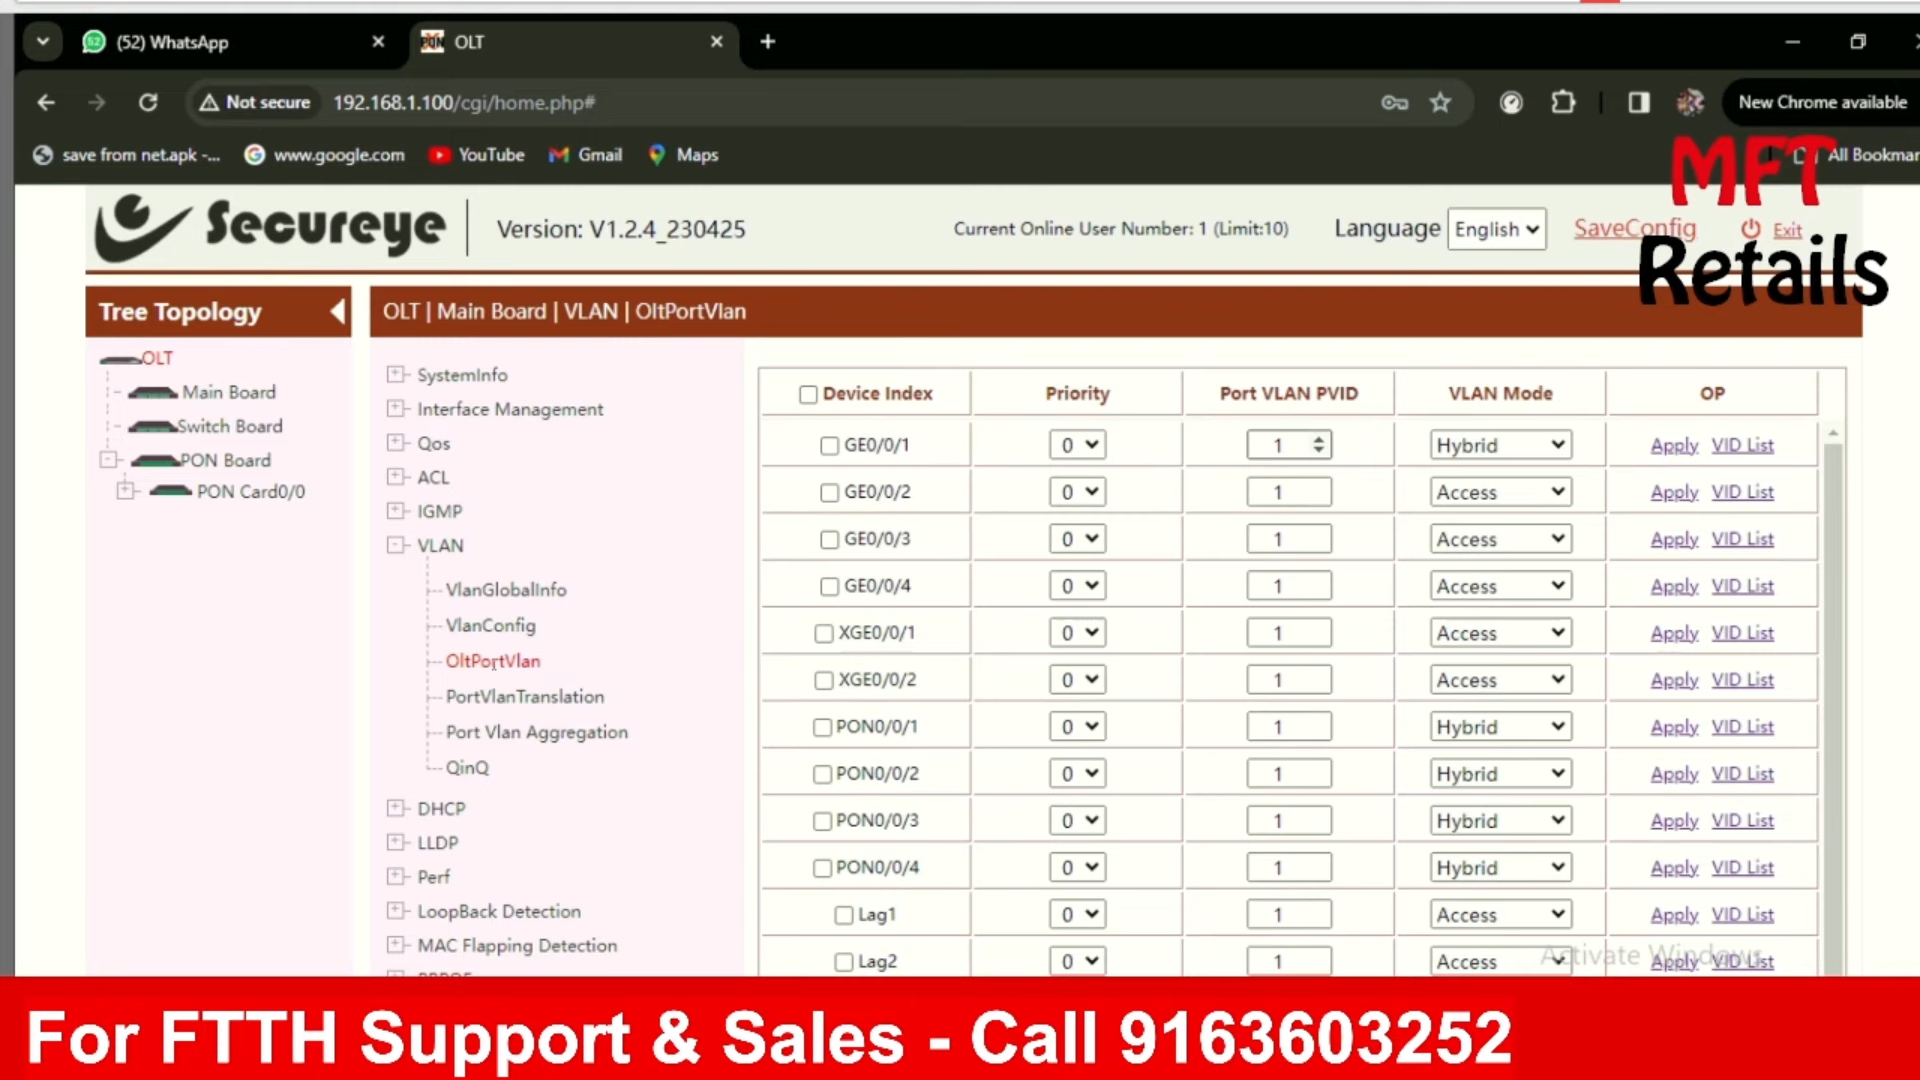 (52) WhatsApp
OLT
Not secure
192.168.1.100/cgi/home.php#
New Chrome available
save from net.apk -...
www.google.com
YouTube
Gmail
Maps
All Bookmar
MFT
Retails
Secureye
Version: V1.2.4_230425
Current Online User Number: 1 (Limit:10)
Language
English
SaveConfig
Exit
Tree Topology
OLT | Main Board | VLAN | OltPortVlan
OLT
Main Board
Switch Board
PON Board
PON Card0/0
SystemInfo
Interface Management
Qos
ACL
IGMP
VLAN
VlanGlobalInfo
VlanConfig
OltPortVlan
PortVlanTranslation
Port Vlan Aggregation
QinQ
DHCP
LLDP
Perf
LoopBack Detection
MAC Flapping Detection
Device Index Priority Port VLAN PVID VLAN Mode OP
GE0/0/1 0 1 Hybrid Apply VID List
GE0/0/2 0 1 Access Apply VID List
GE0/0/3 0 1 Access Apply VID List
GE0/0/4 0 1 Access Apply VID List
XGE0/0/1 0 1 Access Apply VID List
XGE0/0/2 0 1 Access Apply VID List
PON0/0/1 0 1 Hybrid Apply VID List
PON0/0/2 0 1 Hybrid Apply VID List
PON0/0/3 0 1 Hybrid Apply VID List
PON0/0/4 0 1 Hybrid Apply VID List
Lag1 0 1 Access Apply VID List
Lag2 0 1 Access Apply VID List
Activate Windows
For FTTH Support & Sales - Call 9163603252